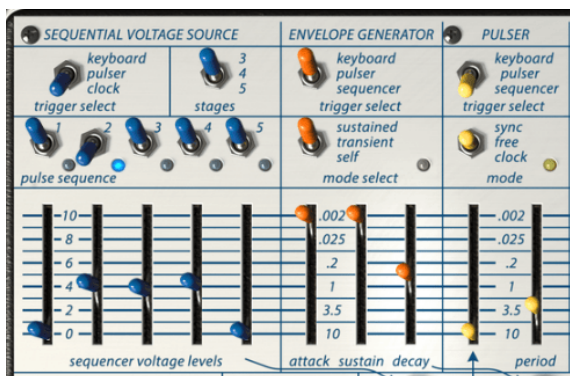 SEQUENTIAL VOLTAGE SOURCE
keyboard
pulser
clock
trigger select
3
4
5
stages
1 2 3 4 5
pulse sequence
10
8
6
4
2
0
sequencer voltage levels
ENVELOPE GENERATOR
keyboard
pulser
sequencer
trigger select
sustained
transient
self
mode select
.002
.025
.2
1
3.5
10
attack sustain decay
PULSER
keyboard
pulser
sequencer
trigger select
sync
free
clock
mode
.002
.025
.2
1
3.5
10
period